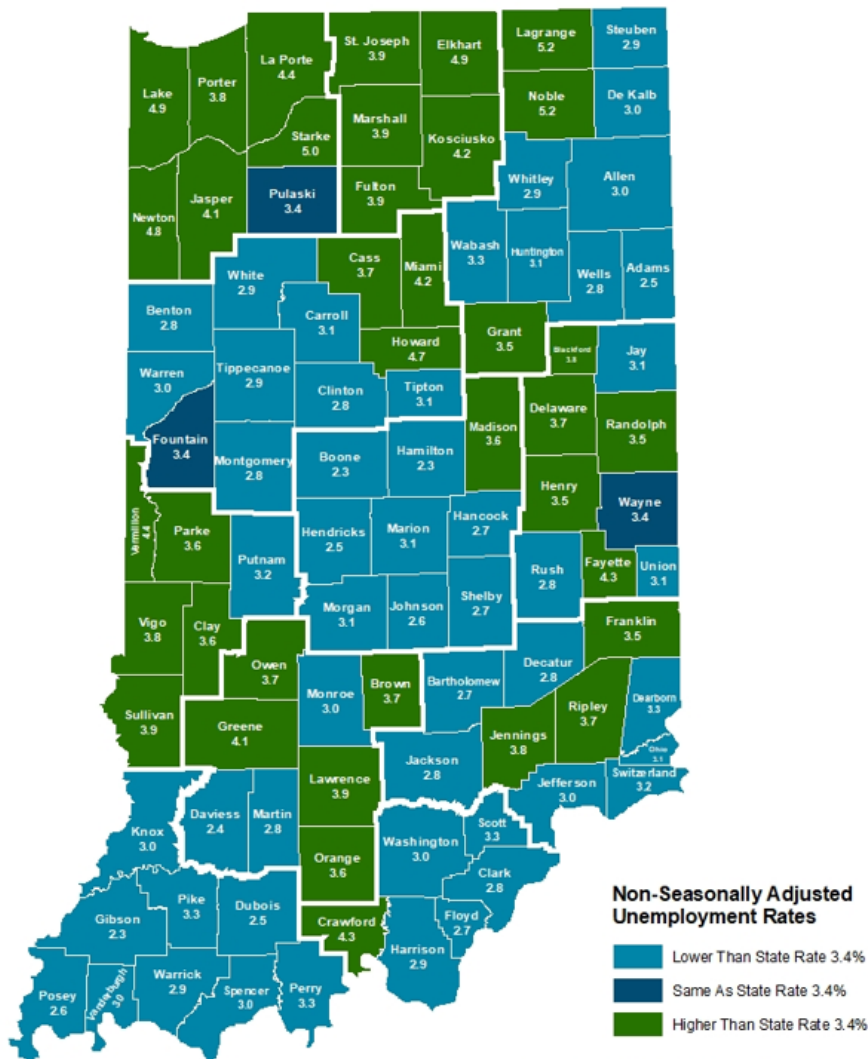 St. Joseph
3.9
Elkhart
4.9
Lagrange
5.2
Steuben
2.9
La Porte
4.4
Porter
3.8
Lake
4.9
Noble
5.2
De Kalb
3.0
Marshall
3.9
Kosciusko
4.2
Starke
5.0
Whitley
2.9
Allen
3.0
Pulaski
3.4
Fulton
3.9
Jasper
4.1
Newton
4.8
Wabash
3.3
Huntington
3.1
Wells
2.8
Adams
2.5
White
2.9
Cass
3.7
Miami
4.2
Benton
2.8
Carroll
3.1
Grant
3.5
Blackford
3.8
Jay
3.1
Howard
4.7
Warren
3.0
Tippecanoe
2.9
Clinton
2.8
Tipton
3.1
Madison
3.6
Delaware
3.7
Randolph
3.5
Fountain
3.4
Montgomery
2.8
Boone
2.3
Hamilton
2.3
Henry
3.5
Wayne
3.4
Vermillion
4.4
Parke
3.6
Putnam
3.2
Hendricks
2.5
Marion
3.1
Hancock
2.7
Rush
2.8
Fayette
4.3
Union
3.1
Vigo
3.8
Clay
3.6
Morgan
3.1
Johnson
2.6
Shelby
2.7
Franklin
3.5
Owen
3.7
Monroe
3.0
Brown
3.7
Bartholomew
2.7
Decatur
2.8
Dearborn
3.3
Sullivan
3.9
Greene
4.1
Ripley
3.7
Jennings
3.8
Ohio
3.1
Jackson
2.8
Switzerland
3.2
Jefferson
3.0
Lawrence
3.9
Knox
3.0
Daviess
2.4
Martin
2.8
Scott
3.3
Washington
3.0
Orange
3.6
Clark
2.8
Pike
3.3
Dubois
2.5
Gibson
2.3
Crawford
4.3
Floyd
2.7
Harrison
2.9
Posey
2.6
Vanderburgh
3.0
Warrick
2.9
Spencer
3.0
Perry
3.3
Non-Seasonally Adjusted
Unemployment Rates
Lower Than State Rate 3.4%
Same As State Rate 3.4%
Higher Than State Rate 3.4%